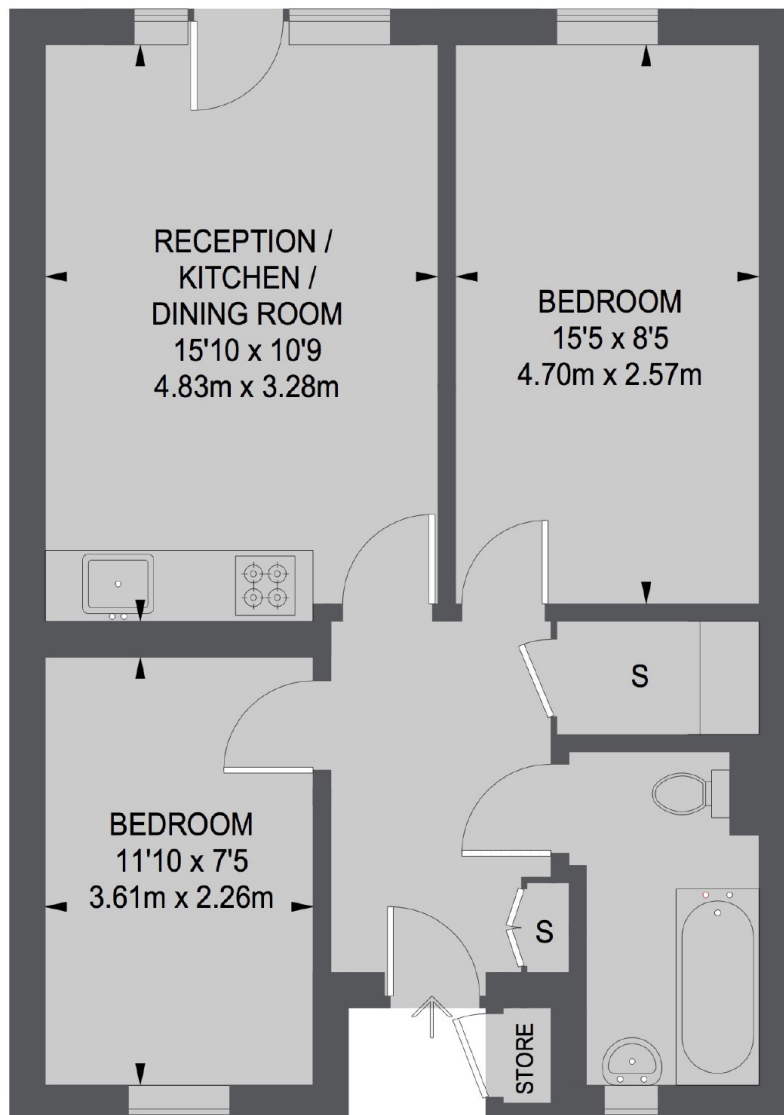 RECEPTION /
KITCHEN /
DINING ROOM
15'10 x 10'9
4.83m x 3.28m
BEDROOM
15'5 x 8'5
4.70m x 2.57m
S
BEDROOM
11'10 x 7'5
3.61m x 2.26m
S
STORE